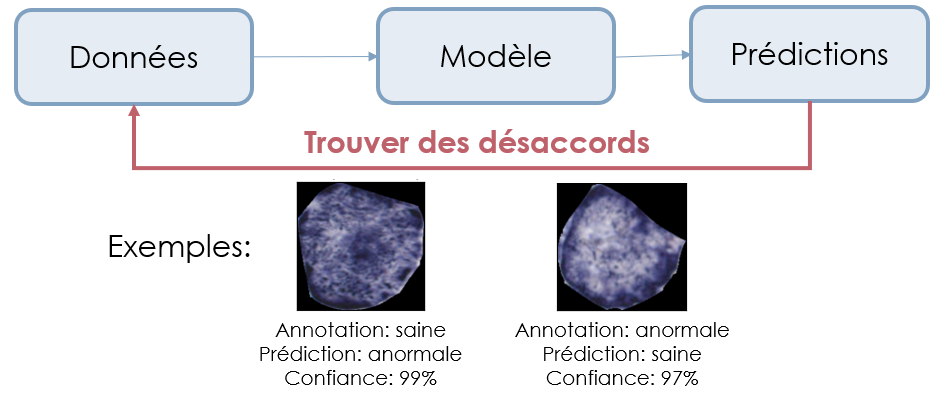 Données
Modèle
Prédictions
Trouver des désaccords
Exemples:
Annotation: saine
Prédiction: anormale
Confiance: 99%
Annotation: anormale
Prédiction: saine
Confiance: 97%